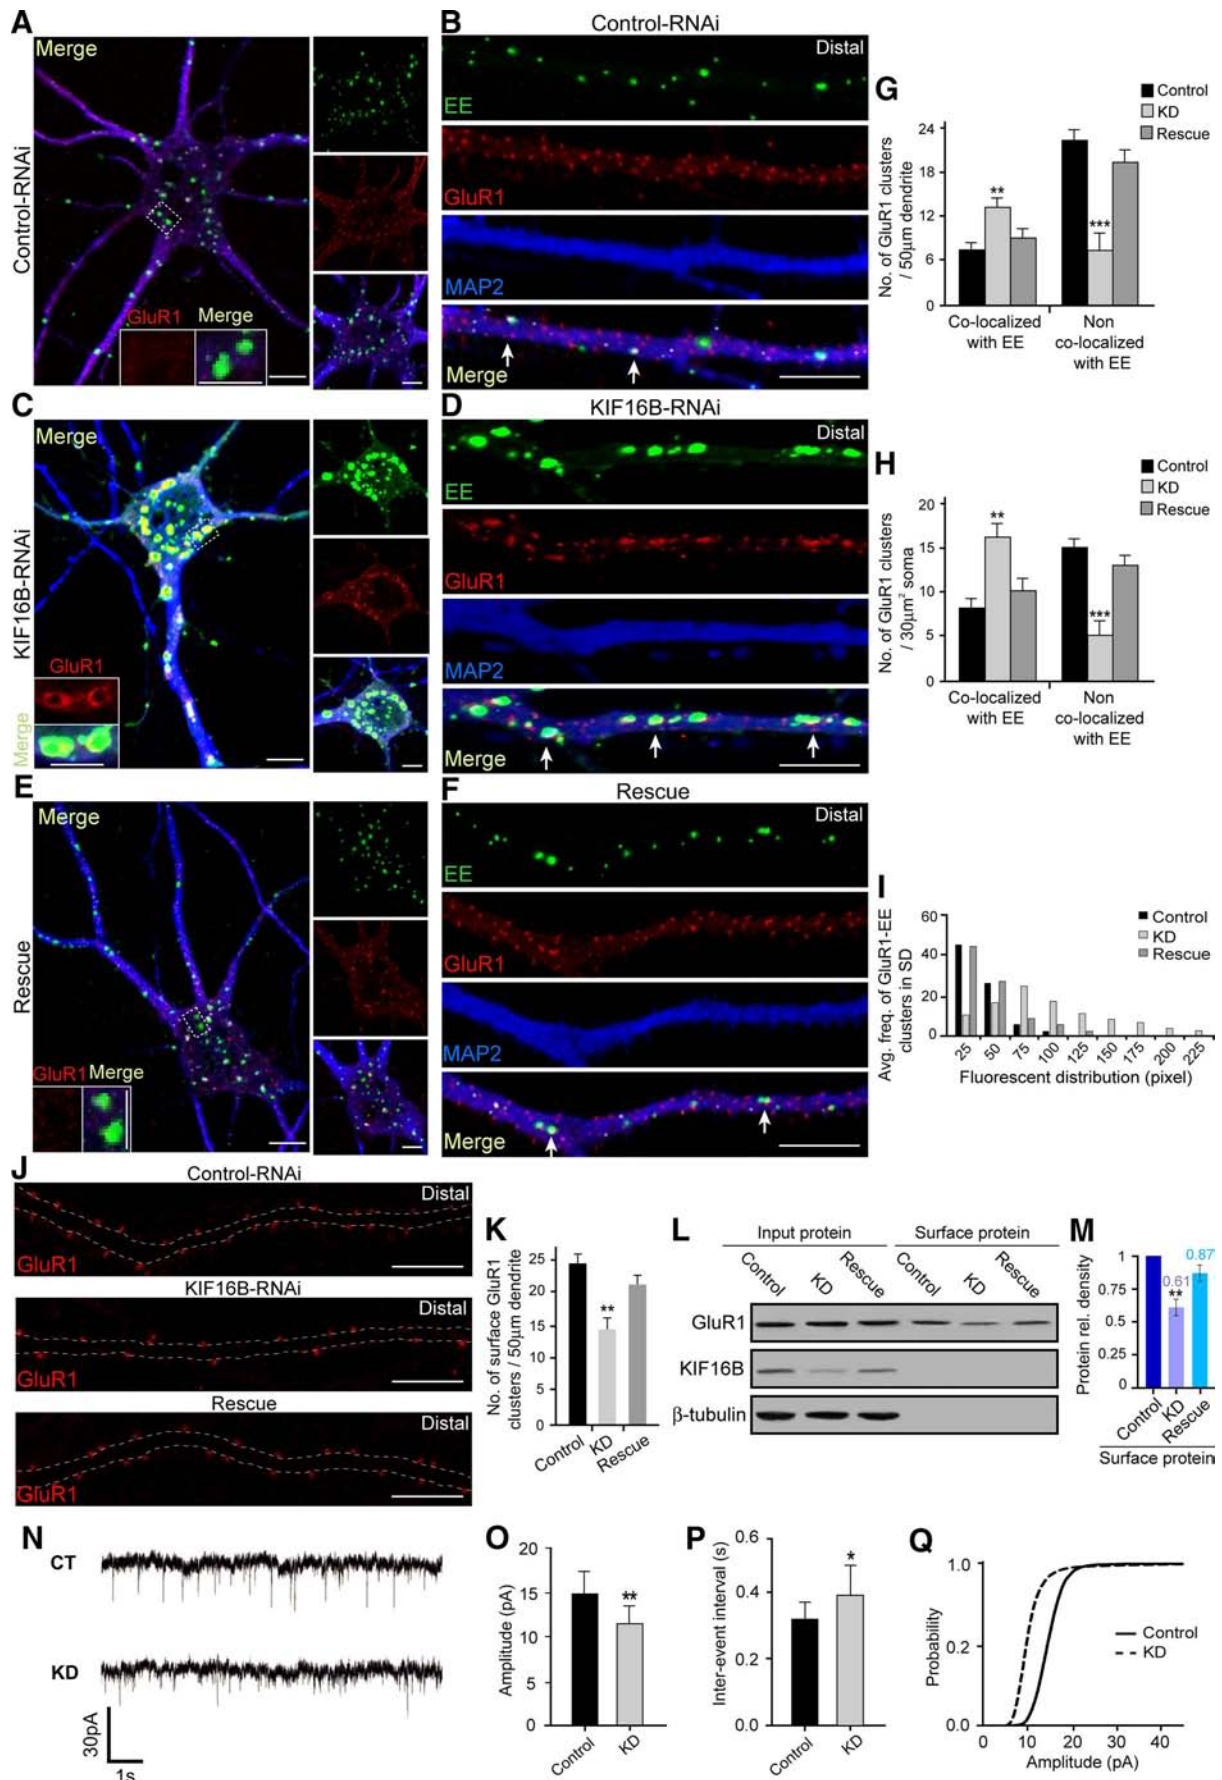 A
Merge
Control-RNAi
GluR1
Merge
B
Control-RNAi
Distal
EE
GluR1
MAP2
Merge
C
Merge
KIF16B-RNAi
GluR1
Merge
D
KIF16B-RNAi
Distal
EE
GluR1
MAP2
Merge
E
Merge
Rescue
GluR1
Merge
F
Rescue
Distal
EE
GluR1
MAP2
Merge
G
Control
KD
Rescue
No. of GluR1 clusters
/ 50µm dendrite
24
18
12
6
0
**
***
Co-localized
with EE
Non
co-localized
with EE
H
Control
KD
Rescue
No. of GluR1 clusters
/ 30µm² soma
20
15
10
5
0
**
***
Co-localized
with EE
Non
co-localized
with EE
I
Control
KD
Rescue
Avg. freq. of GluR1-EE
clusters in SD
60
40
20
0
25 50 75 100 125 150 175 200 225
Fluorescent distribution (pixel)
J
Control-RNAi
Distal
GluR1
KIF16B-RNAi
Distal
GluR1
Rescue
Distal
GluR1
K
No. of surface GluR1
clusters / 50µm dendrite
25
20
15
10
5
0
**
Control KD Rescue
L
Input protein Surface protein
Control KD Rescue Control KD Rescue
GluR1
KIF16B
β-tubulin
M
Protein rel. density
1
0.75
0.5
0.25
0
0.61
**
0.87
Control KD Rescue
Surface protein
N
CT
KD
30pA
1s
O
Amplitude (pA)
20
15
10
5
0
**
Control KD
P
Inter-event interval (s)
0.6
0.4
0.2
0.0
*
Control KD
Q
Probability
1.0
0.2
0.0
Control
KD
0 10 20 30 40
Amplitude (pA)